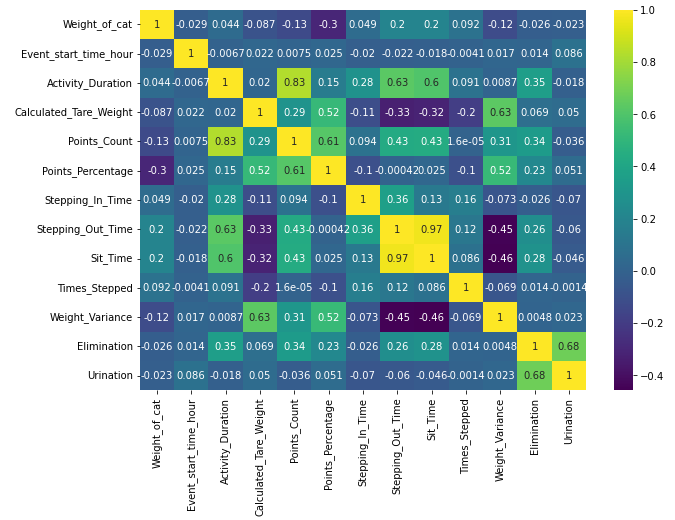 Weight_of_cat 1 -0.029 0.044 -0.087 -0.13 -0.3 0.049 0.2 0.2 0.092 -0.12 -0.026 -0.023
Event_start_time_hour -0.029 1 -0.0067 0.022 0.0075 0.025 -0.02 -0.022 -0.018 -0.0041 0.017 0.014 0.086
Activity_Duration 0.044 -0.0067 1 0.02 0.83 0.15 0.28 0.63 0.6 0.091 0.0087 0.35 -0.018
Calculated_Tare_Weight -0.087 0.022 0.02 1 0.29 0.52 -0.11 -0.33 -0.32 -0.2 0.63 0.069 0.05
Points_Count -0.13 0.0075 0.83 0.29 1 0.61 0.094 0.43 0.43 1.6e-05 0.31 0.34 -0.036
Points_Percentage -0.3 0.025 0.15 0.52 0.61 1 -0.1 -0.00042 0.025 -0.1 0.52 0.23 0.051
Stepping_In_Time 0.049 -0.02 0.28 -0.11 0.094 -0.1 1 0.36 0.13 0.16 -0.073 -0.026 -0.07
Stepping_Out_Time 0.2 -0.022 0.63 -0.33 0.43 -0.00042 0.36 1 0.97 0.12 -0.45 0.26 -0.06
Sit_Time 0.2 -0.018 0.6 -0.32 0.43 0.025 0.13 0.97 1 0.086 -0.46 0.28 -0.046
Times_Stepped 0.092 -0.0041 0.091 -0.2 1.6e-05 -0.1 0.16 0.12 0.086 1 -0.069 0.014 -0.0014
Weight_Variance -0.12 0.017 0.0087 0.63 0.31 0.52 -0.073 -0.45 -0.46 -0.069 1 0.0048 0.023
Elimination -0.026 0.014 0.35 0.069 0.34 0.23 -0.026 0.26 0.28 0.014 0.0048 1 0.68
Urination -0.023 0.086 -0.018 0.05 -0.036 0.051 -0.07 -0.06 -0.046 -0.0014 0.023 0.68 1
Weight_of_cat
Event_start_time_hour
Activity_Duration
Calculated_Tare_Weight
Points_Count
Points_Percentage
Stepping_In_Time
Stepping_Out_Time
Sit_Time
Times_Stepped
Weight_Variance
Elimination
Urination
1.0
0.8
0.6
0.4
0.2
0.0
−0.2
−0.4